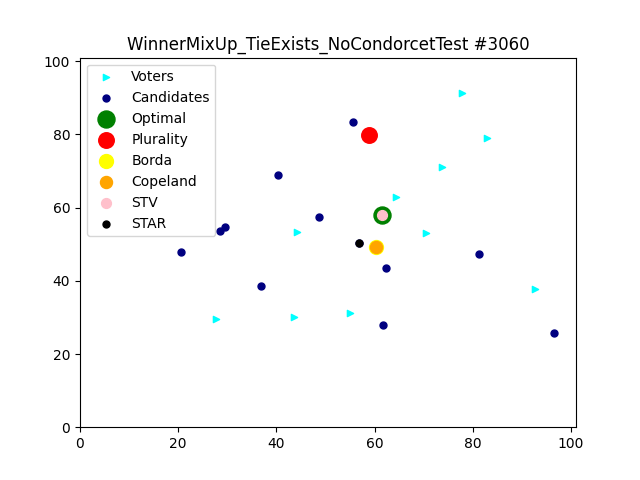 WinnerMixUp_TieExists_NoCondorcetTest #3060
100
80
60
40
20
0
Voters
Candidates
Optimal
Plurality
Borda
Copeland
STV
STAR
0 20 40 60 80 100